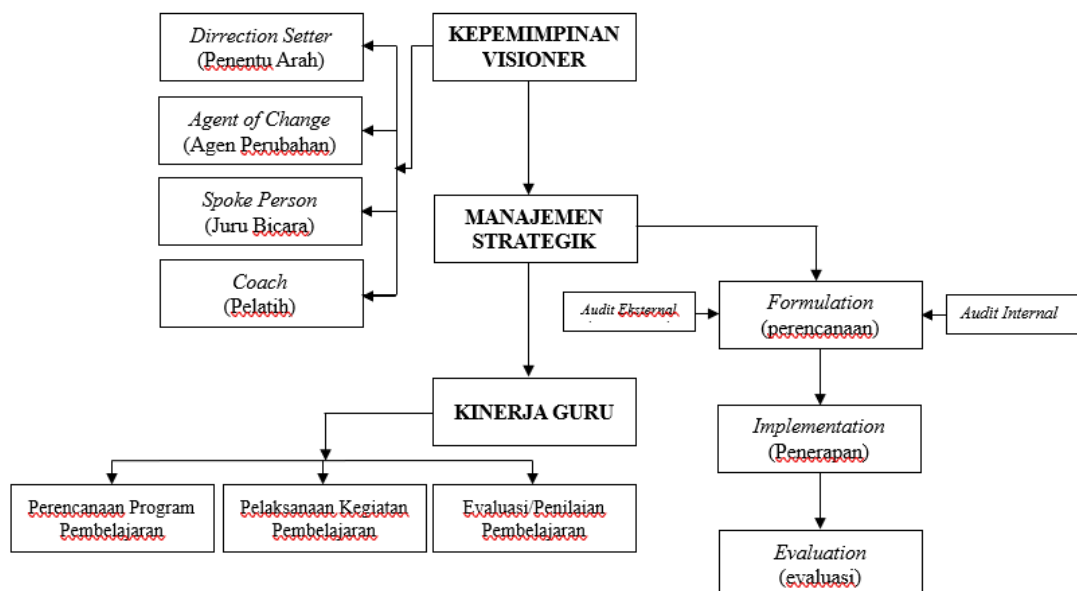 Dirrection Setter
(Penentu Arah)
KEPEMIMPINAN
VISIONER
Agent of Change
(Agen Perubahan)
Spoke Person
(Juru Bicara)
MANAJEMEN
STRATEGIK
Coach
(Pelatih)
Audit Eksternal
Formulation
(perencanaan)
Audit Internal
KINERJA GURU
Implementation
(Penerapan)
Perencanaan Program
Pembelajaran
Pelaksanaan Kegiatan
Pembelajaran
Evaluasi/Penilaian
Pembelajaran
Evaluation
(evaluasi)